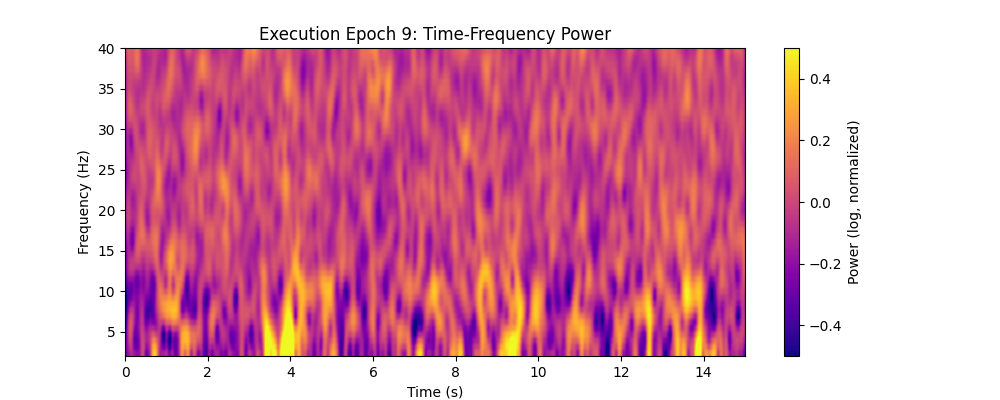 Execution Epoch 9: Time-Frequency Power
Frequency (Hz)
40
35
30
25
20
15
10
5
0 2 4 6 8 10 12 14
Time (s)
0.4
0.2
0.0
−0.2
−0.4
Power (log, normalized)